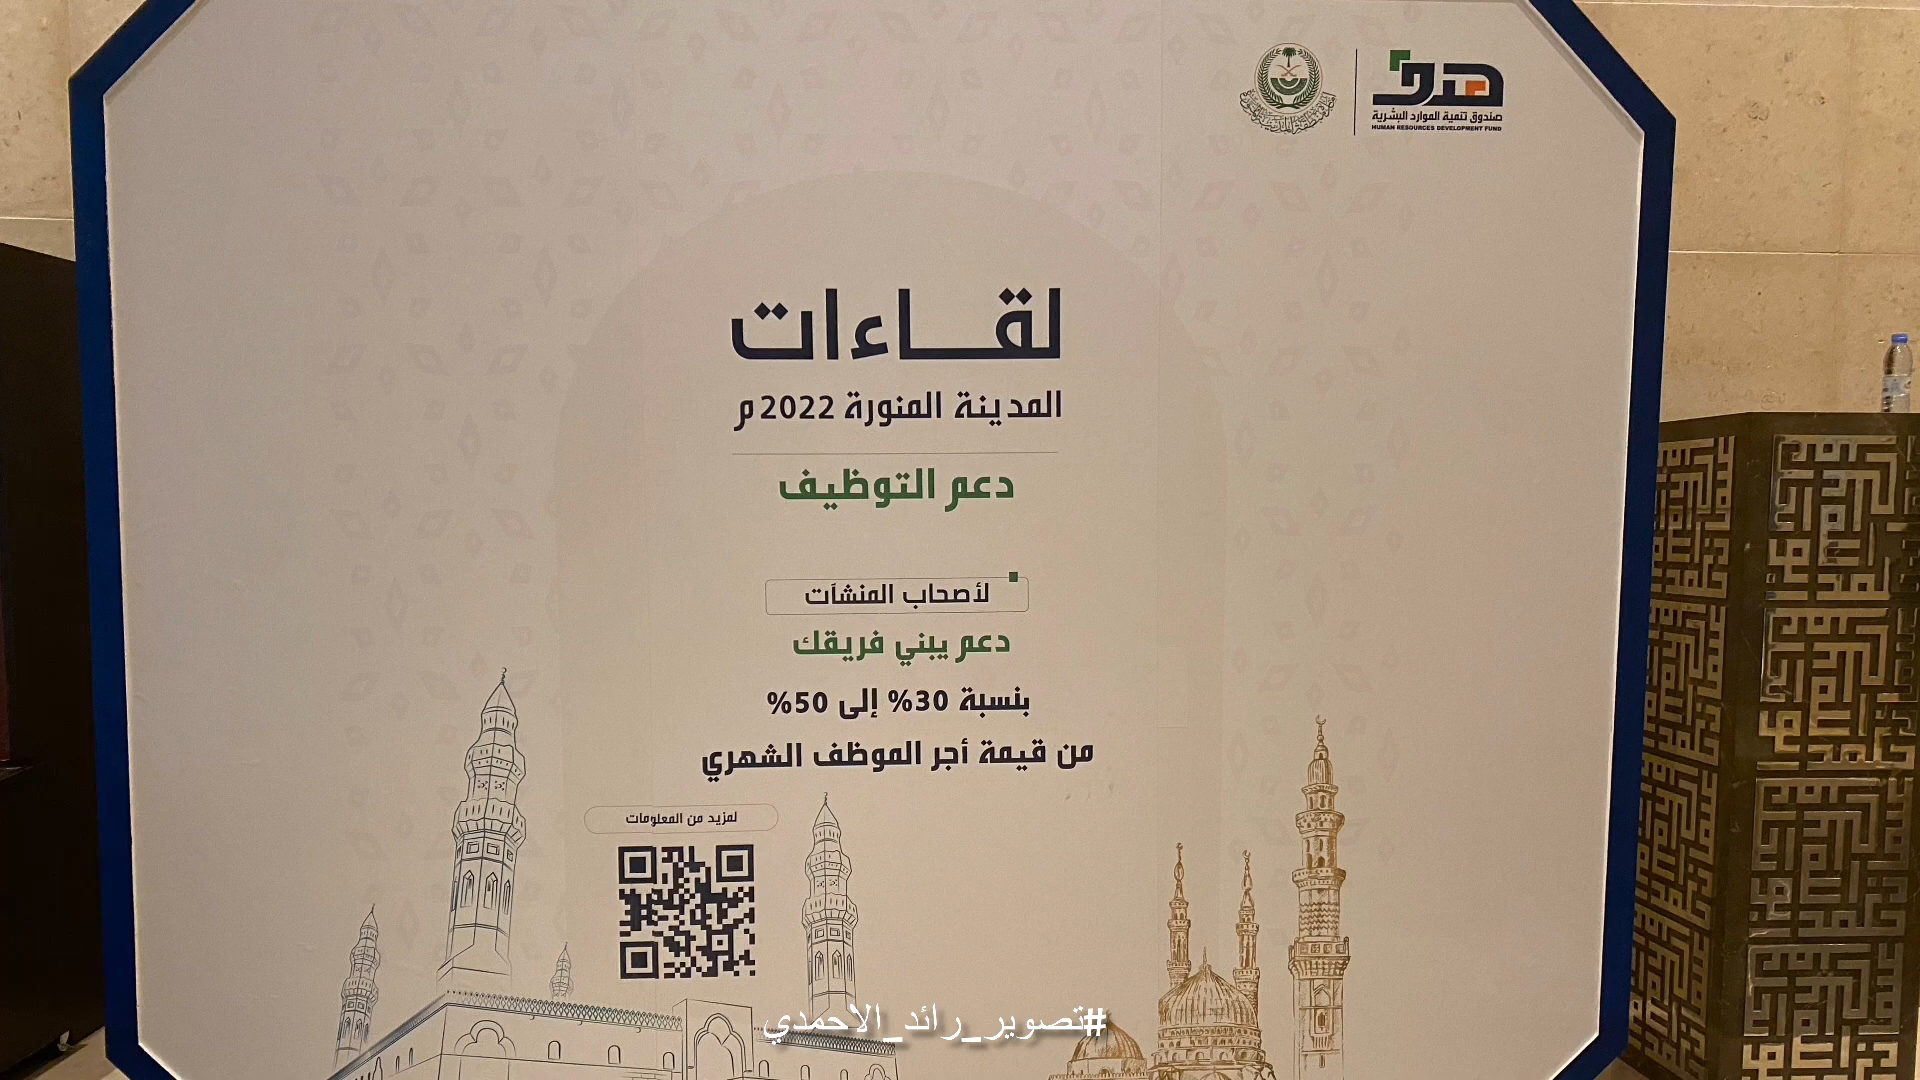 هدف
صندوق تنمية الموارد البشرية
HUMAN RESOURCES DEVELOPMENT FUND
لقـــاءات
المدينة المنورة 2022م
دعم التوظيف
لأصحاب المنشآت
دعم يبني فريقك
بنسبة 30% إلى 50%
من قيمة أجر الموظف الشهري
لمزيد من المعلومات
#تصوير_رائد_الاحمدي